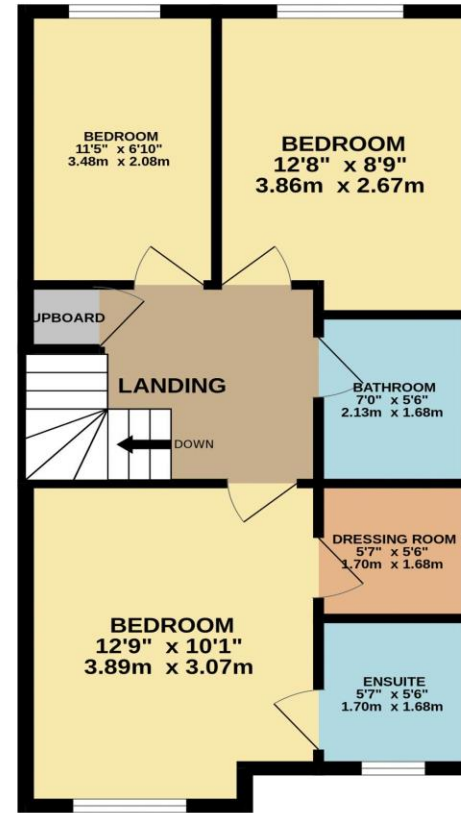 BEDROOM
11'5" x 6'10"
3.48m x 2.08m
BEDROOM
12'8" x 8'9"
3.86m x 2.67m
UPBOARD
LANDING
DOWN
BATHROOM
7'0" x 5'6"
2.13m x 1.68m
DRESSING ROOM
5'7" x 5'6"
1.70m x 1.68m
BEDROOM
12'9" x 10'1"
3.89m x 3.07m
ENSUITE
5'7" x 5'6"
1.70m x 1.68m